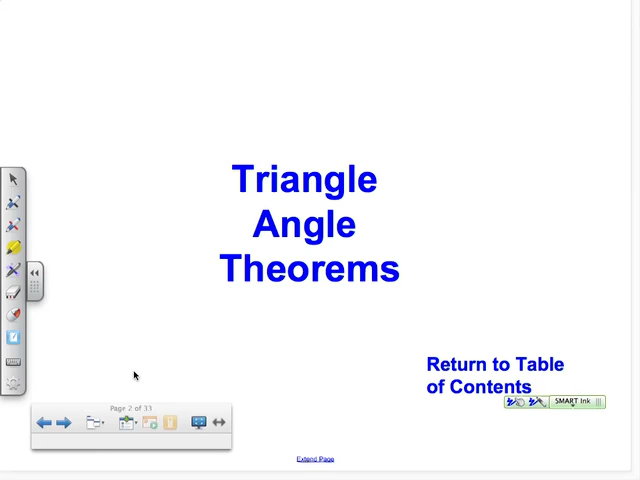 Triangle
Angle
Theorems
Return to Table
of Contents
SMART Ink
Page 2 of 33
Extend Page